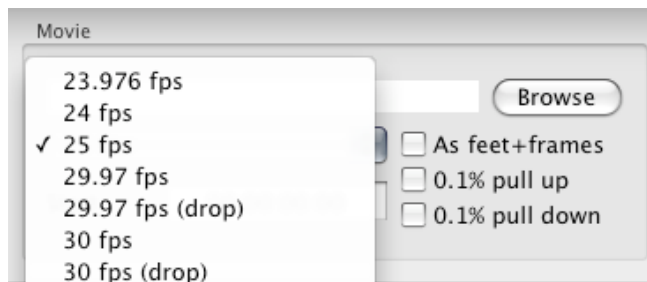 Movie
23.976 fps
24 fps
✓ 25 fps
29.97 fps
29.97 fps (drop)
30 fps
30 fps (drop)
Browse
As feet+frames
0.1% pull up
0.1% pull down